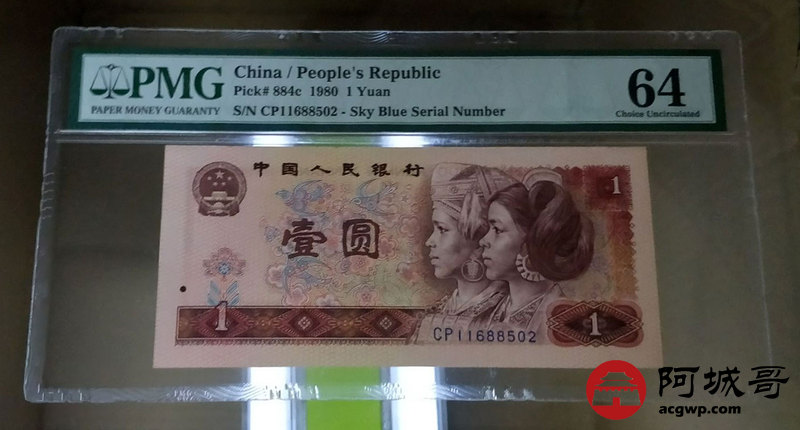 PMG
PAPER MONEY GUARANTY
China / People's Republic
Pick# 884c 1980 1 Yuan
S/N CP11688502 - Sky Blue Serial Number
64
Choice Uncirculated
中国人民银行
1
壹圆
1
CP11688502
1
阿城哥
acgwp.com